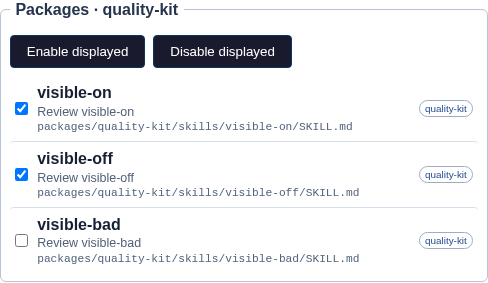 Packages · quality-kit
Enable displayed
Disable displayed
visible-on
Review visible-on
packages/quality-kit/skills/visible-on/SKILL.md
quality-kit
visible-off
Review visible-off
packages/quality-kit/skills/visible-off/SKILL.md
quality-kit
visible-bad
Review visible-bad
packages/quality-kit/skills/visible-bad/SKILL.md
quality-kit